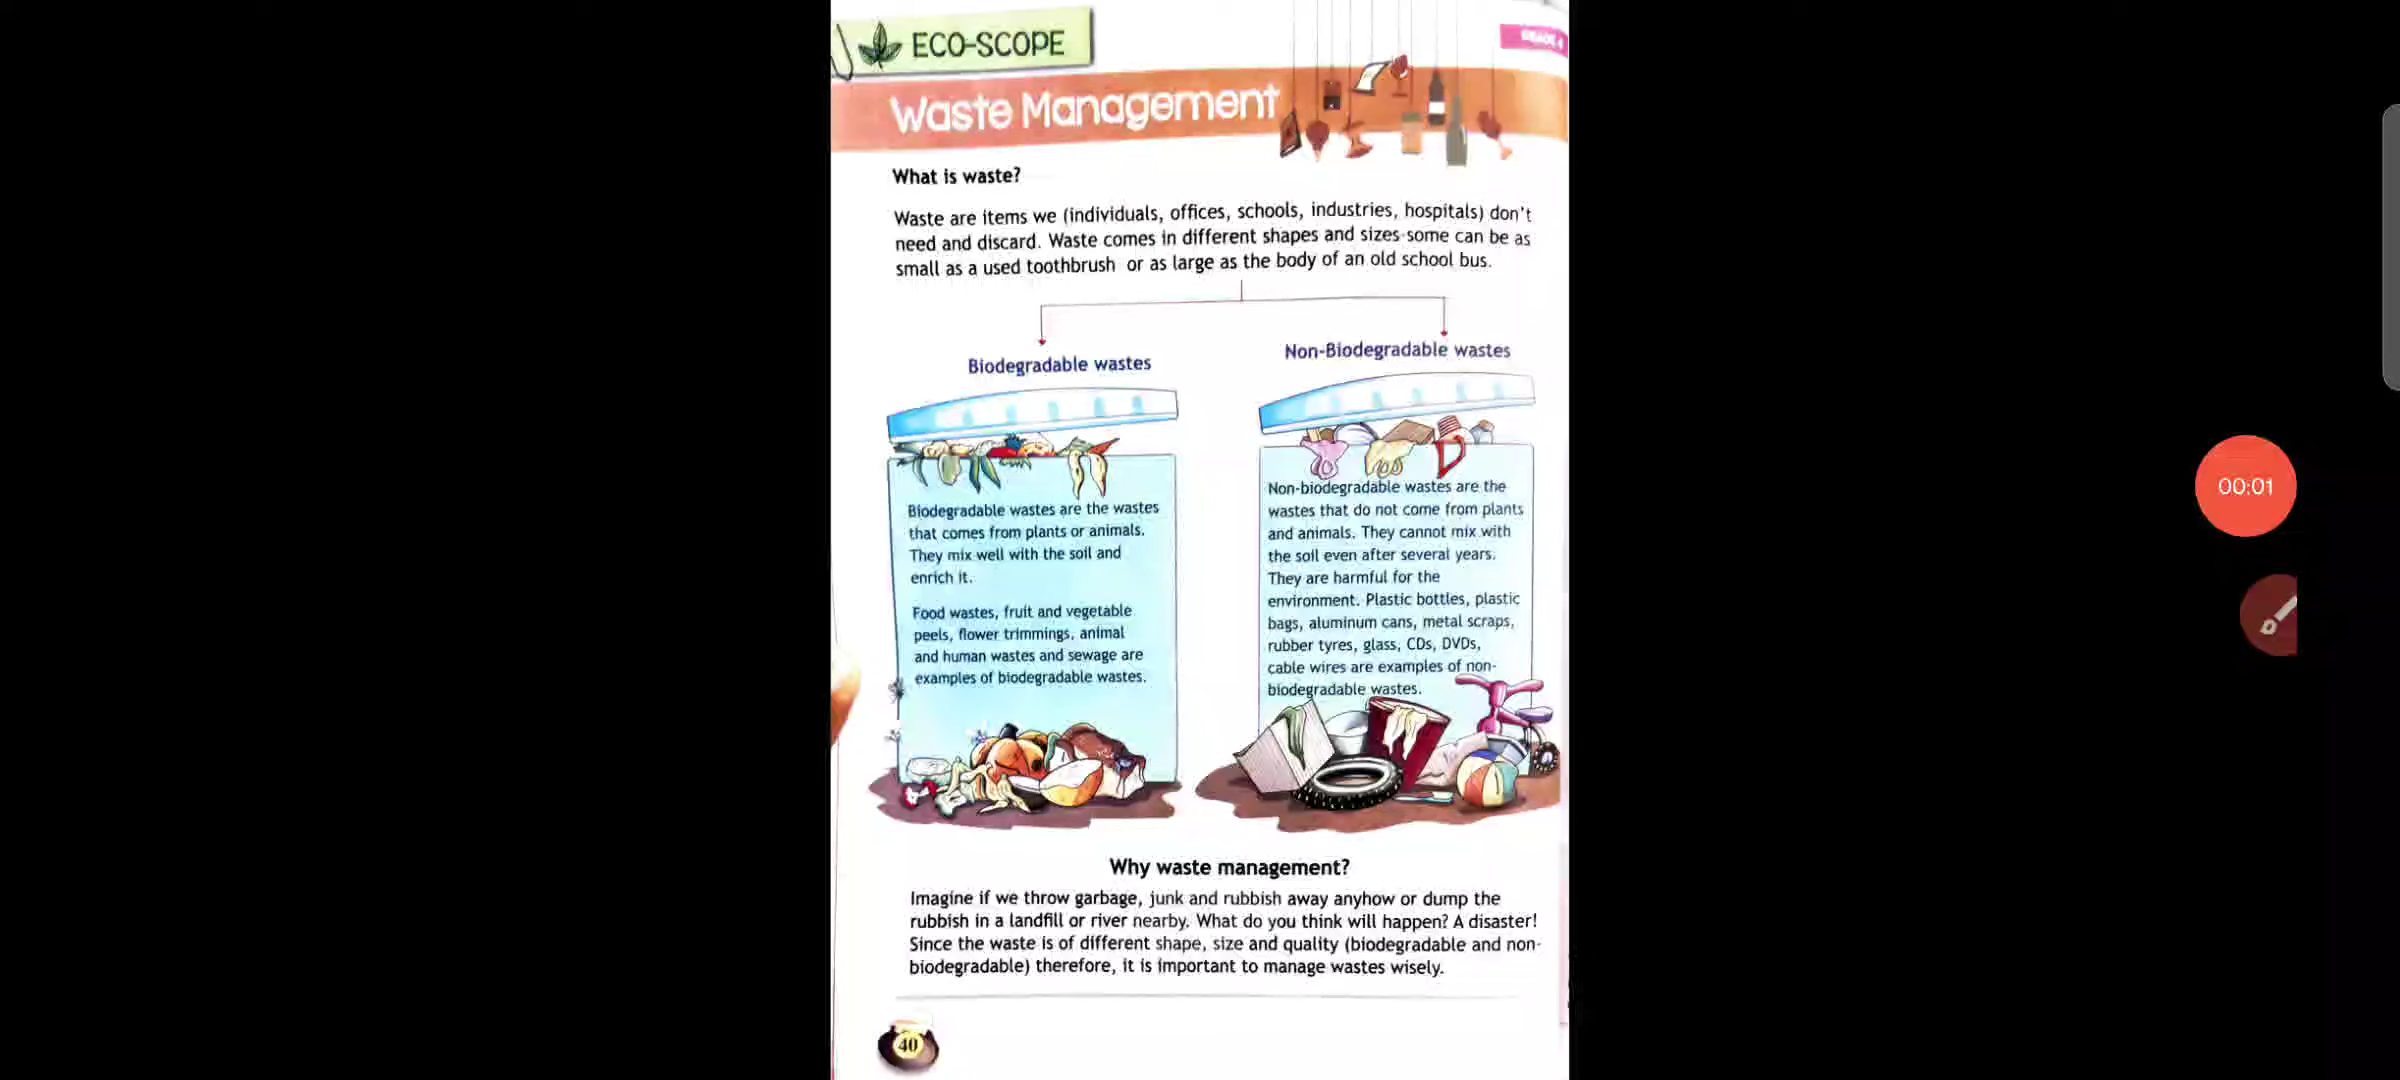 ECO-SCOPE
GRADE 4
Waste Management
What is waste?
Waste are items we (individuals, offices, schools, industries, hospitals) don't
need and discard. Waste comes in different shapes and sizes-some can be as
small as a used toothbrush or as large as the body of an old school bus.
Biodegradable wastes
Biodegradable wastes are the wastes
that comes from plants or animals.
They mix well with the soil and
enrich it.
Food wastes, fruit and vegetable
peels, flower trimmings, animal
and human wastes and sewage are
examples of biodegradable wastes.
Non-Biodegradable wastes
Non-biodegradable wastes are the
wastes that do not come from plants
and animals. They cannot mix with
the soil even after several years.
They are harmful for the
environment. Plastic bottles, plastic
bags, aluminum cans, metal scraps,
rubber tyres, glass, CDs, DVDs,
cable wires are examples of non-
biodegradable wastes.
Why waste management?
Imagine if we throw garbage, junk and rubbish away anyhow or dump the
rubbish in a landfill or river nearby. What do you think will happen? A disaster!
Since the waste is of different shape, size and quality (biodegradable and non-
biodegradable) therefore, it is important to manage wastes wisely.
40
00:01